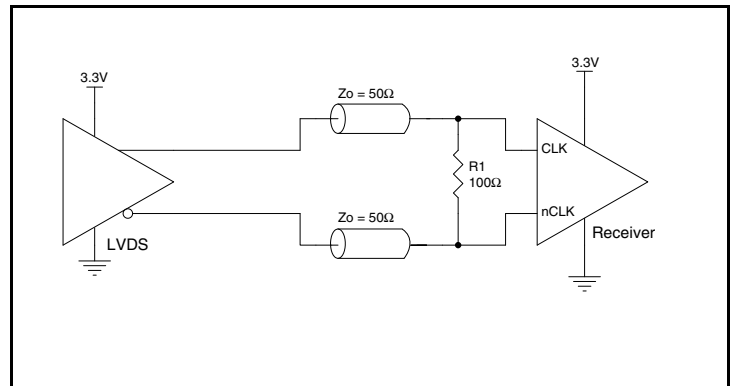 3.3V
3.3V
Zo = 50Ω
CLK
R1
100Ω
nCLK
Zo = 50Ω
LVDS
Receiver